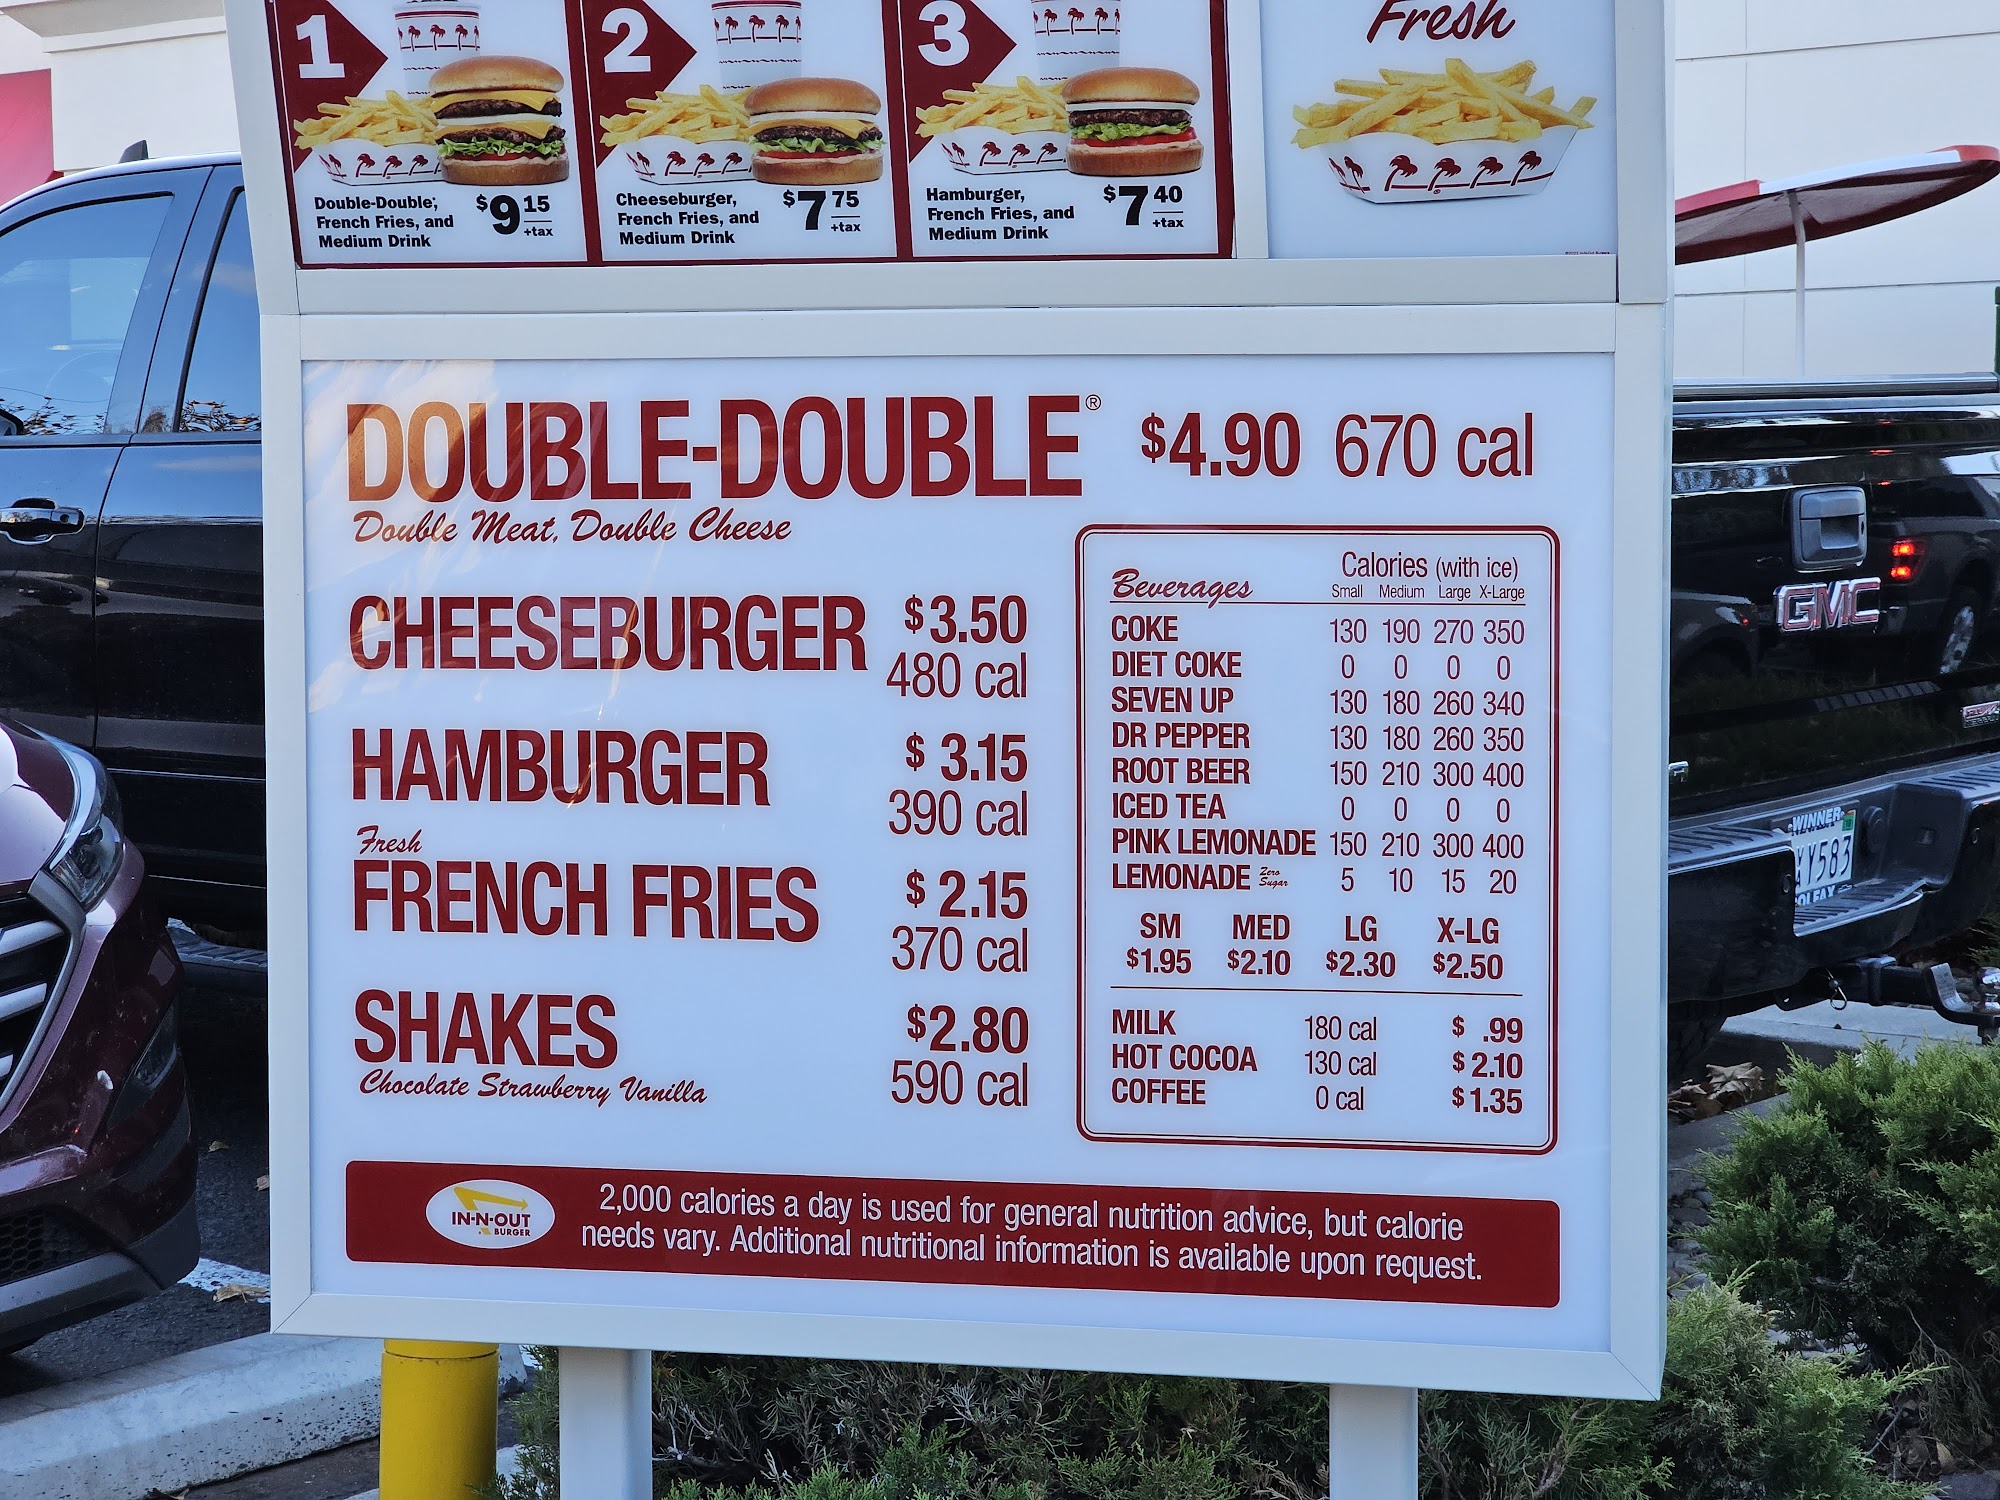 1
Double-Double®,
French Fries, and
Medium Drink
$9 15
+tax
2
Cheeseburger,
French Fries, and
Medium Drink
$7 75
+tax
3
Hamburger,
French Fries, and
Medium Drink
$7 40
+tax
Fresh
DOUBLE-DOUBLE® $4.90 670 cal
Double Meat, Double Cheese
CHEESEBURGER $3.50
480 cal
HAMBURGER $ 3.15
390 cal
Fresh
FRENCH FRIES $ 2.15
370 cal
SHAKES $2.80
Chocolate Strawberry Vanilla 590 cal
Beverages Calories (with ice)
Small Medium Large X-Large
COKE 130 190 270 350
DIET COKE 0 0 0 0
SEVEN UP 130 180 260 340
DR PEPPER 130 180 260 350
ROOT BEER 150 210 300 400
ICED TEA 0 0 0 0
PINK LEMONADE 150 210 300 400
LEMONADE Zero Sugar 5 10 15 20
SM MED LG X-LG
$1.95 $2.10 $2.30 $2.50
MILK 180 cal $ .99
HOT COCOA 130 cal $ 2.10
COFFEE 0 cal $ 1.35
IN-N-OUT
BURGER
2,000 calories a day is used for general nutrition advice, but calorie
needs vary. Additional nutritional information is available upon request.
GMC
WINNER
Y583
COLFAX